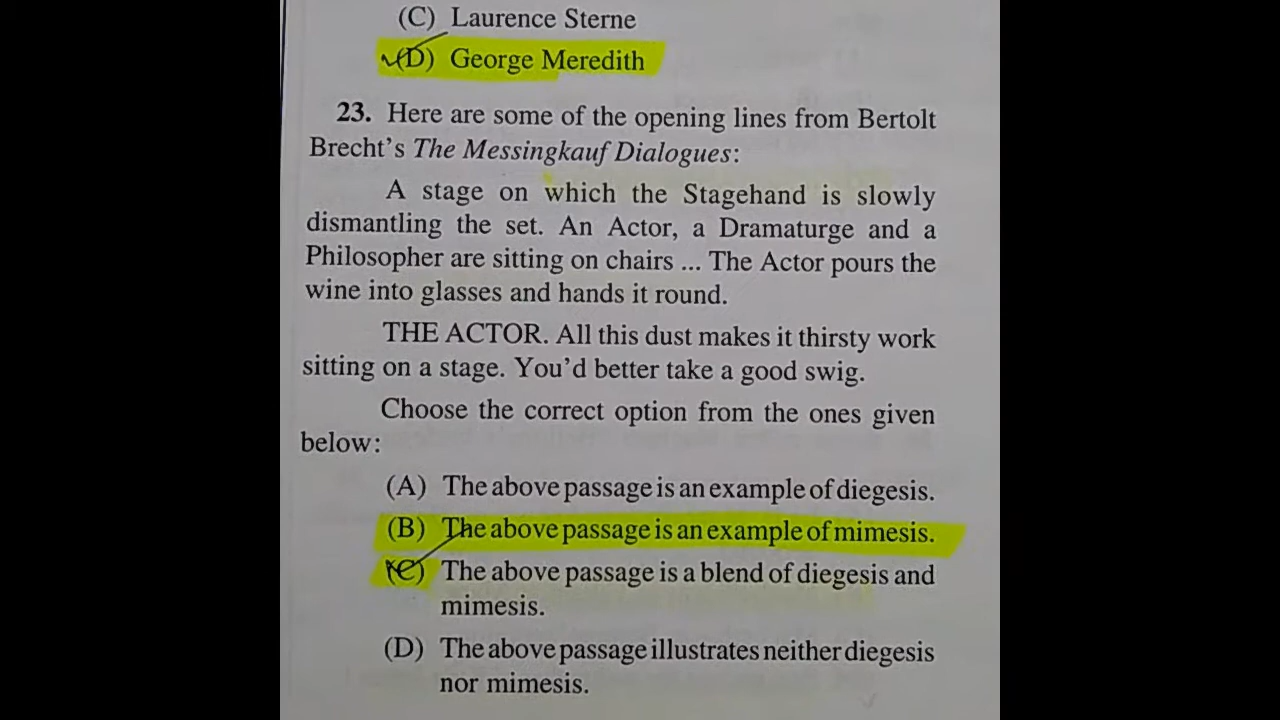 (C) Laurence Sterne
(D) George Meredith
23. Here are some of the opening lines from Bertolt
Brecht's The Messingkauf Dialogues:
A stage on which the Stagehand is slowly
dismantling the set. An Actor, a Dramaturge and a
Philosopher are sitting on chairs ... The Actor pours the
wine into glasses and hands it round.
THE ACTOR. All this dust makes it thirsty work
sitting on a stage. You'd better take a good swig.
Choose the correct option from the ones given
below:
(A) The above passage is an example of diegesis.
(B) The above passage is an example of mimesis.
(C) The above passage is a blend of diegesis and
mimesis.
(D) The above passage illustrates neither diegesis
nor mimesis.